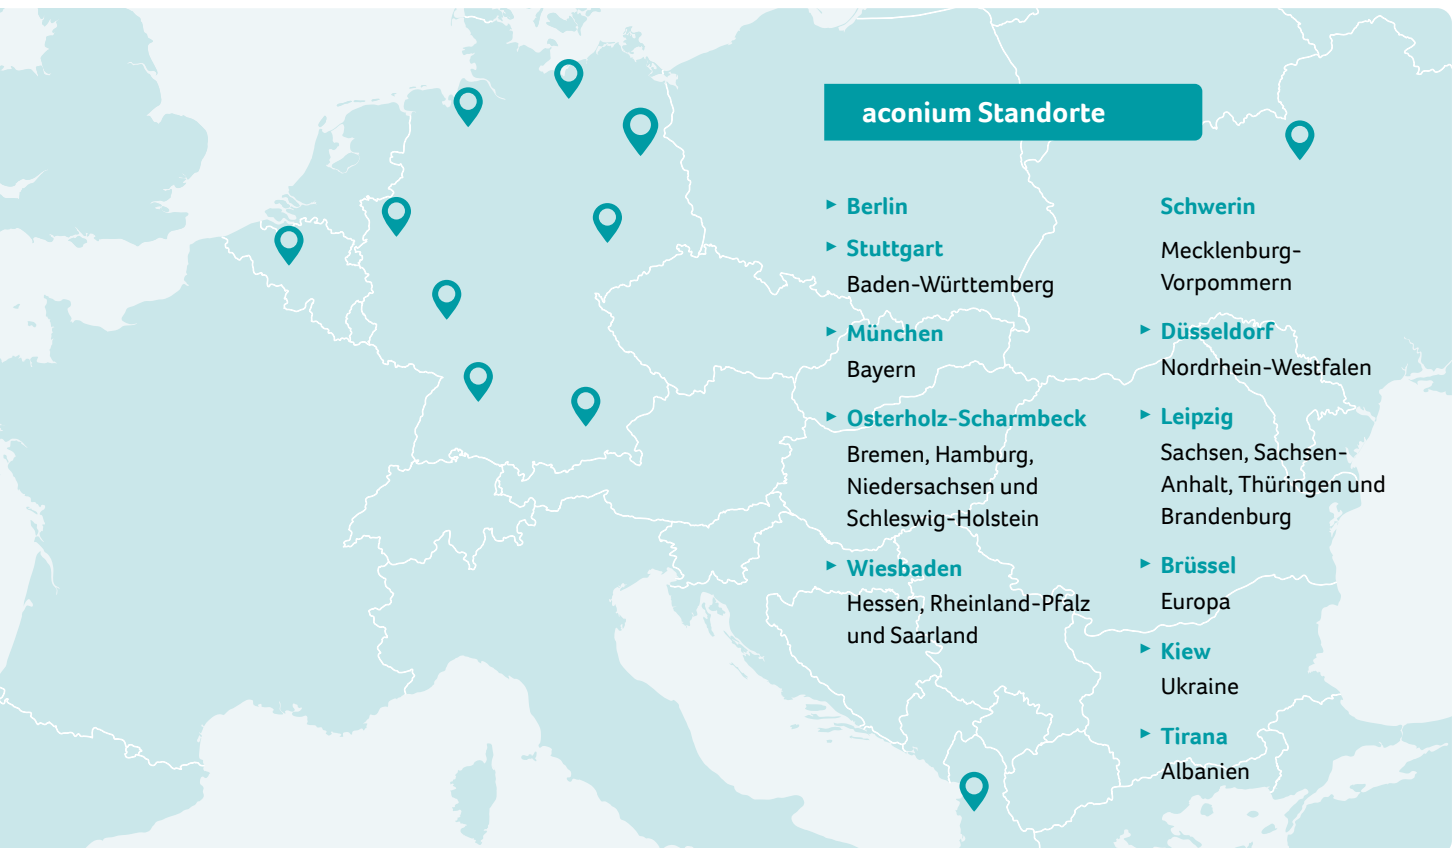 aconium Standorte
▸ Berlin
▸ Stuttgart
Baden-Württemberg
▸ München
Bayern
▸ Osterholz-Scharmbeck
Bremen, Hamburg,
Niedersachsen und
Schleswig-Holstein
▸ Wiesbaden
Hessen, Rheinland-Pfalz
und Saarland
Schwerin
Mecklenburg-
Vorpommern
▸ Düsseldorf
Nordrhein-Westfalen
▸ Leipzig
Sachsen, Sachsen-
Anhalt, Thüringen und
Brandenburg
▸ Brüssel
Europa
▸ Kiew
Ukraine
▸ Tirana
Albanien